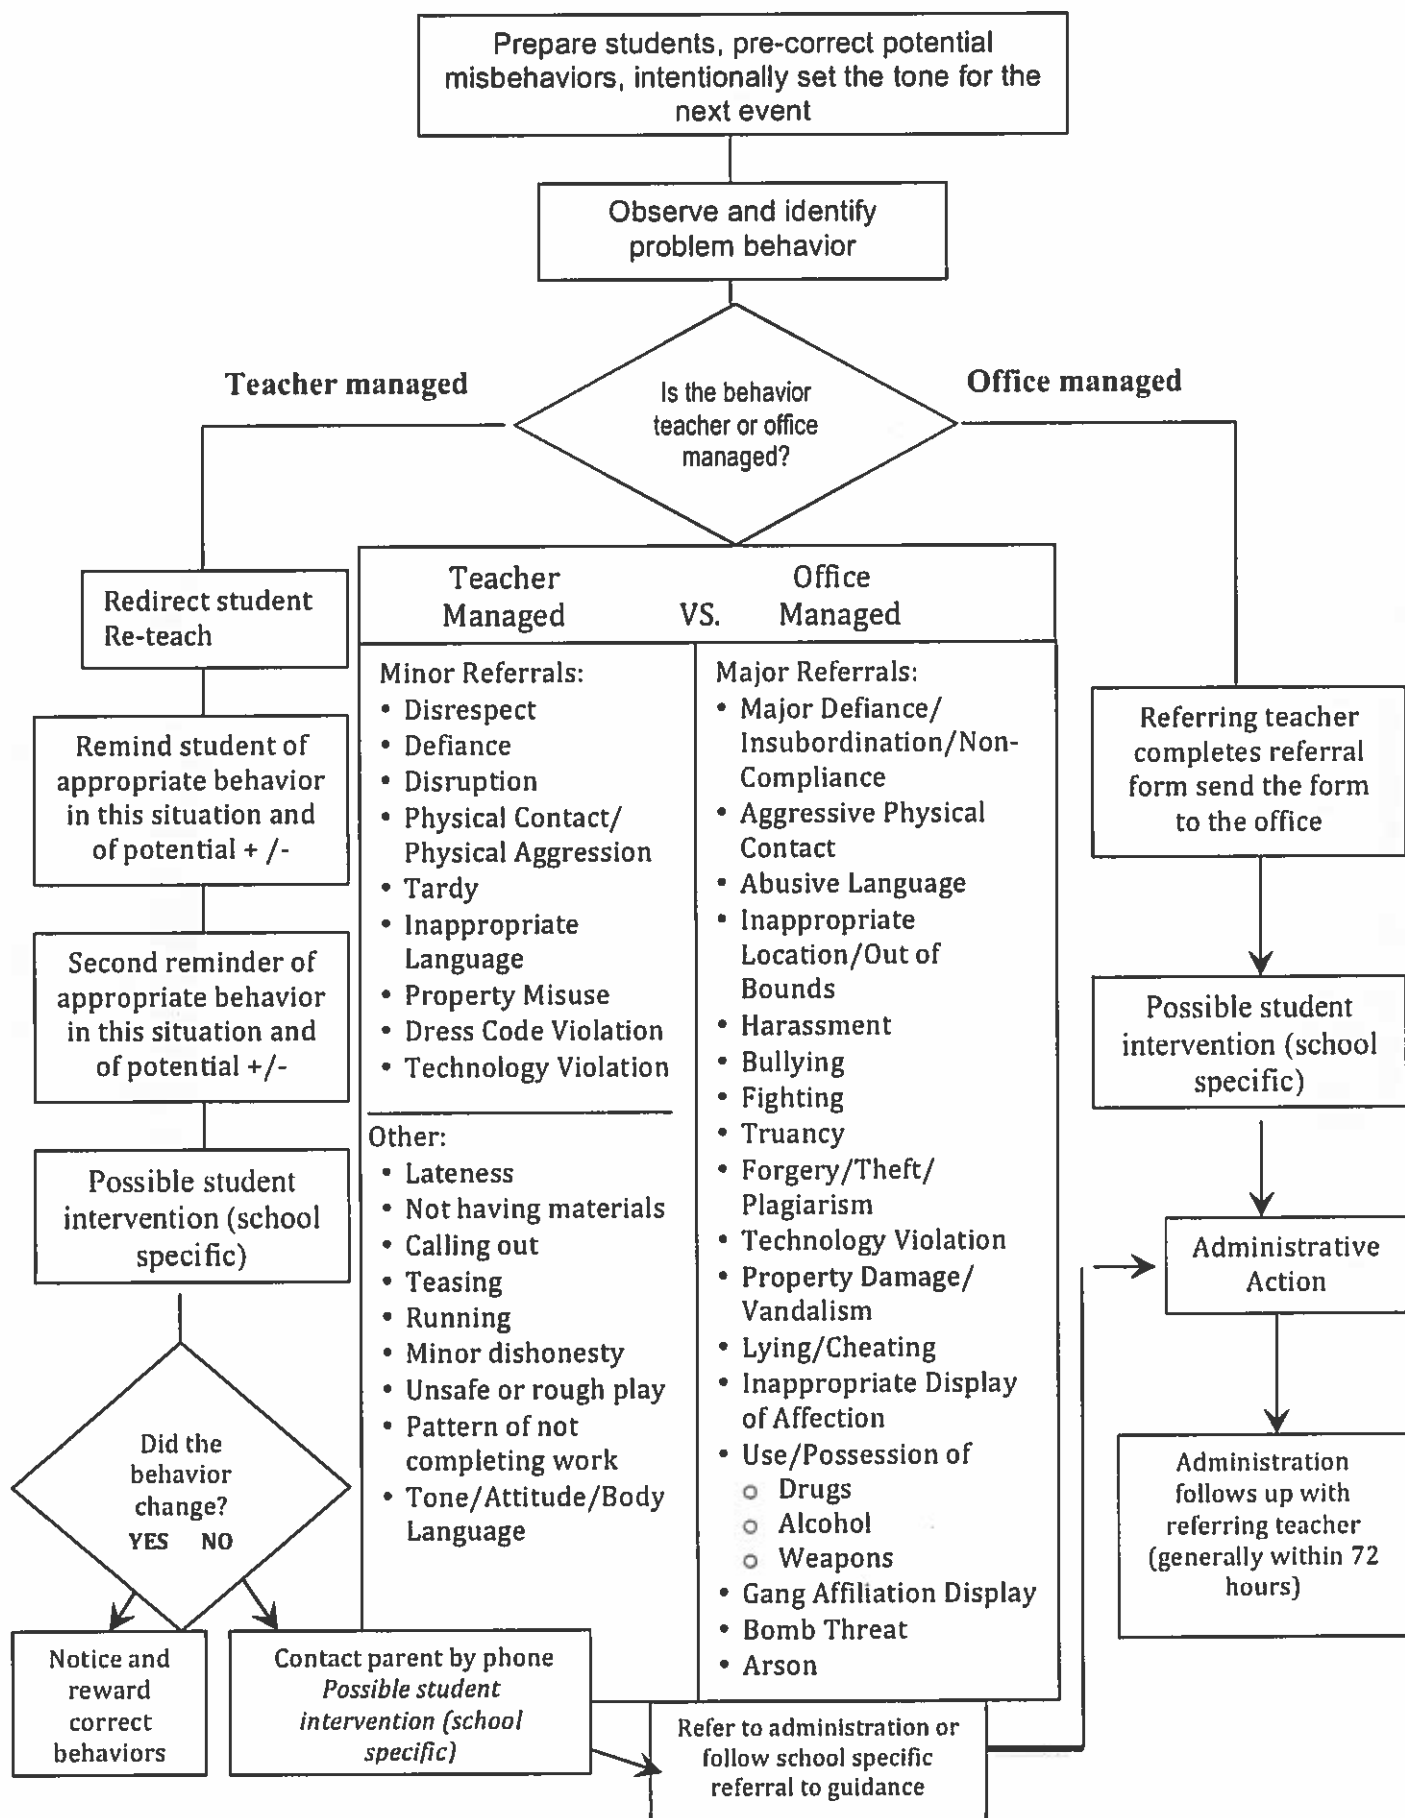 Prepare students, pre-correct potential
misbehaviors, intentionally set the tone for the
next event
Observe and identify
problem behavior
Teacher managed
Is the behavior
teacher or office
managed?
Office managed
Redirect student
Re-teach
Remind student of
appropriate behavior
in this situation and
of potential + /-
Second reminder of
appropriate behavior
in this situation and
of potential +/-
Possible student
intervention (school
specific)
Did the
behavior
change?
YES NO
Notice and
reward
correct
behaviors
Contact parent by phone
Possible student
intervention (school
specific)
Refer to administration or
follow school specific
referral to guidance
Teacher
Managed
VS.
Office
Managed
Minor Referrals:
• Disrespect
• Defiance
• Disruption
• Physical Contact/
Physical Aggression
• Tardy
• Inappropriate
Language
• Property Misuse
• Dress Code Violation
• Technology Violation
Other:
• Lateness
• Not having materials
• Calling out
• Teasing
• Running
• Minor dishonesty
• Unsafe or rough play
• Pattern of not
completing work
• Tone/Attitude/Body
Language
Major Referrals:
• Major Defiance/
Insubordination/Non-
Compliance
• Aggressive Physical
Contact
• Abusive Language
• Inappropriate
Location/Out of
Bounds
• Harassment
• Bullying
• Fighting
• Truancy
• Forgery/Theft/
Plagiarism
• Technology Violation
• Property Damage/
Vandalism
• Lying/Cheating
• Inappropriate Display
of Affection
• Use/Possession of
o Drugs
o Alcohol
o Weapons
• Gang Affiliation Display
• Bomb Threat
• Arson
Referring teacher
completes referral
form send the form
to the office
Possible student
intervention (school
specific)
Administrative
Action
Administration
follows up with
referring teacher
(generally within 72
hours)